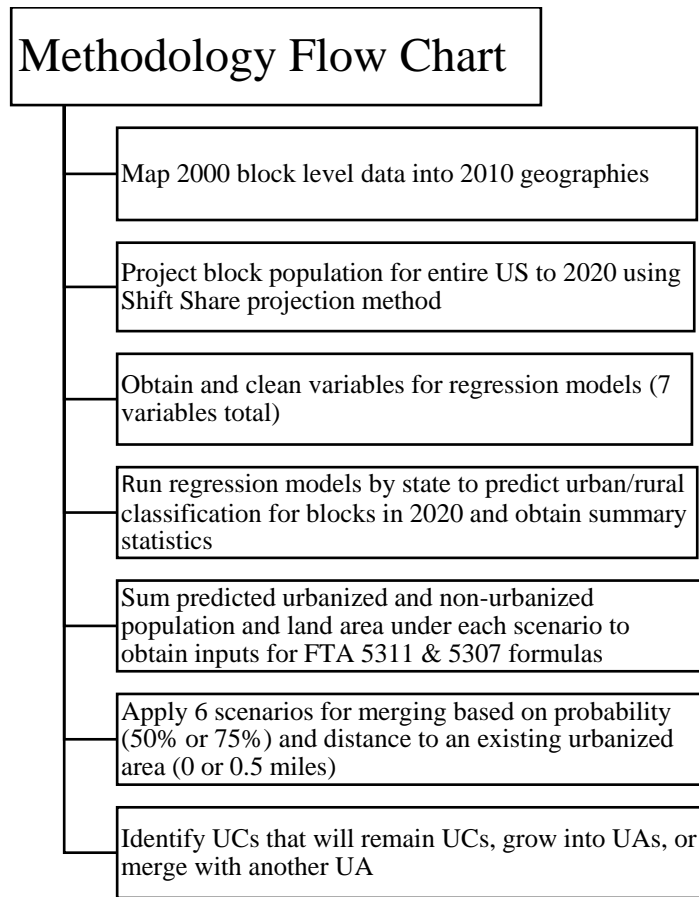 Methodology Flow Chart
Map 2000 block level data into 2010 geographies
Project block population for entire US to 2020 using
Shift Share projection method
Obtain and clean variables for regression models (7
variables total)
Run regression models by state to predict urban/rural
classification for blocks in 2020 and obtain summary
statistics
Sum predicted urbanized and non-urbanized
population and land area under each scenario to
obtain inputs for FTA 5311 & 5307 formulas
Apply 6 scenarios for merging based on probability
(50% or 75%) and distance to an existing urbanized
area (0 or 0.5 miles)
Identify UCs that will remain UCs, grow into UAs, or
merge with another UA